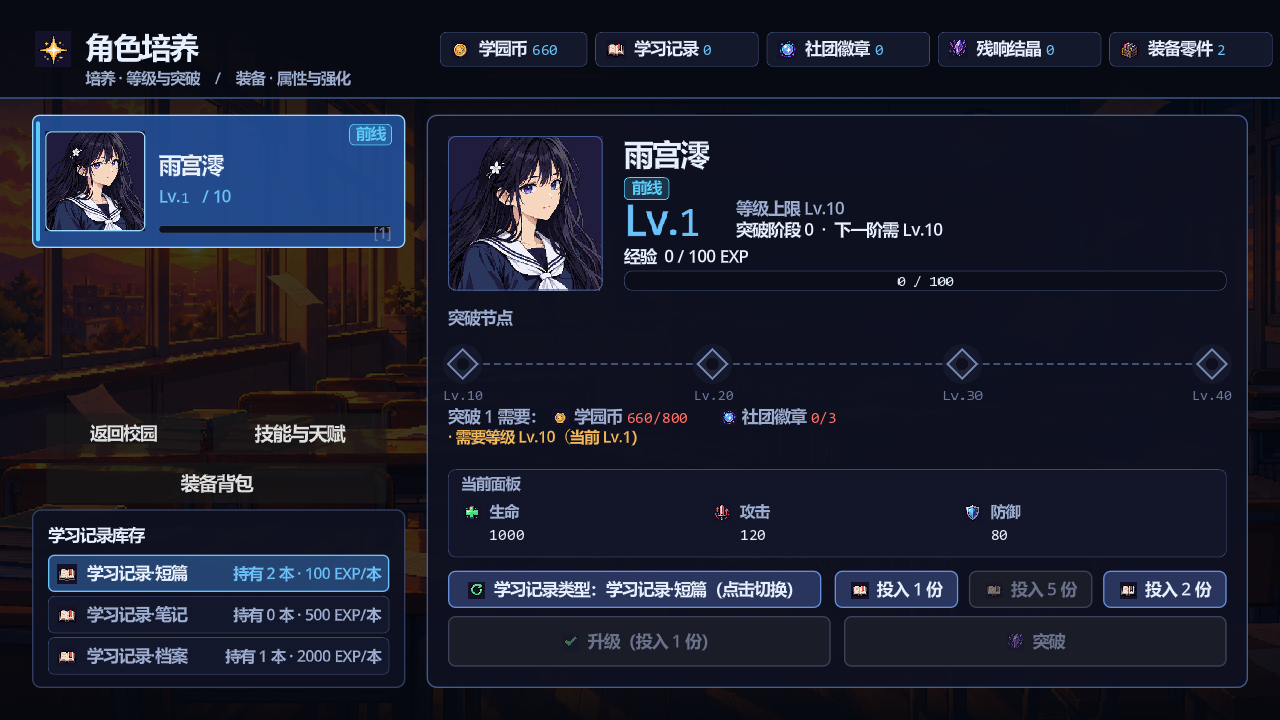 角色培养
培养 · 等级与突破 / 装备 · 属性与强化
学园币 660
学习记录 0
社团徽章 0
残响结晶 0
装备零件 2
前线
雨宫澪
Lv.1 / 10
[1]
返回校园
技能与天赋
装备背包
学习记录库存
学习记录·短篇 持有 2 本 · 100 EXP/本
学习记录·笔记 持有 0 本 · 500 EXP/本
学习记录·档案 持有 1 本 · 2000 EXP/本
雨宫澪
前线
Lv.1
等级上限 Lv.10
突破阶段 0 · 下一阶需 Lv.10
经验 0 / 100 EXP
0 / 100
突破节点
Lv.10 Lv.20 Lv.30 Lv.40
突破 1 需要： 学园币 660/800 社团徽章 0/3
· 需要等级 Lv.10（当前 Lv.1）
当前面板
生命 攻击 防御
1000 120 80
学习记录类型：学习记录·短篇（点击切换）
投入 1 份
投入 5 份
投入 2 份
升级（投入 1 份）
突破